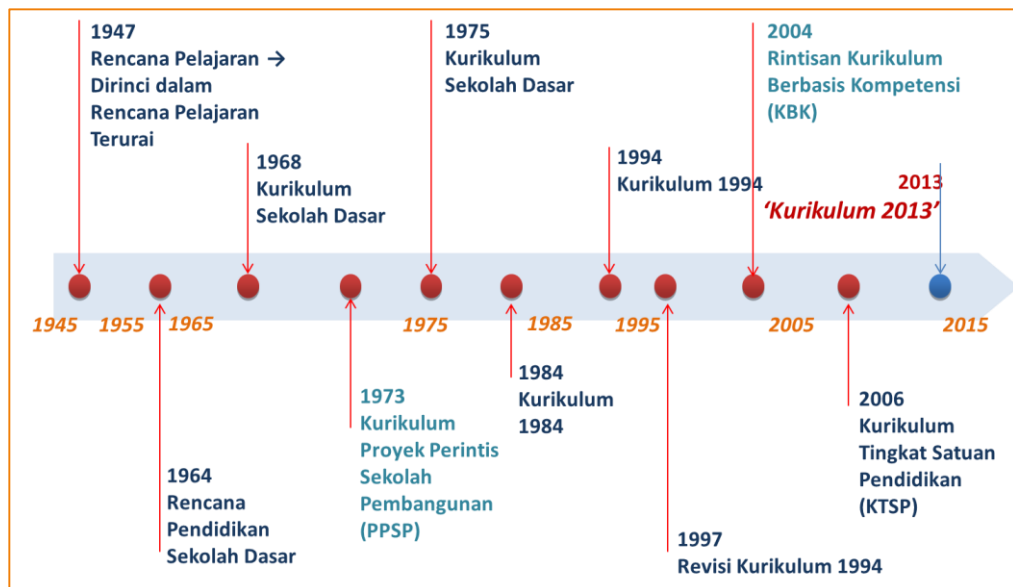 1947
Rencana Pelajaran →
Dirinci dalam
Rencana Pelajaran
Terurai
1968
Kurikulum
Sekolah Dasar
1975
Kurikulum
Sekolah Dasar
1994
Kurikulum 1994
2004
Rintisan Kurikulum
Berbasis Kompetensi
(KBK)
2013
‘Kurikulum 2013’
1945
1955
1965
1975
1985
1995
2005
2015
1964
Rencana
Pendidikan
Sekolah Dasar
1973
Kurikulum
Proyek Perintis
Sekolah
Pembangunan
(PPSP)
1984
Kurikulum
1984
1997
Revisi Kurikulum 1994
2006
Kurikulum
Tingkat Satuan
Pendidikan
(KTSP)